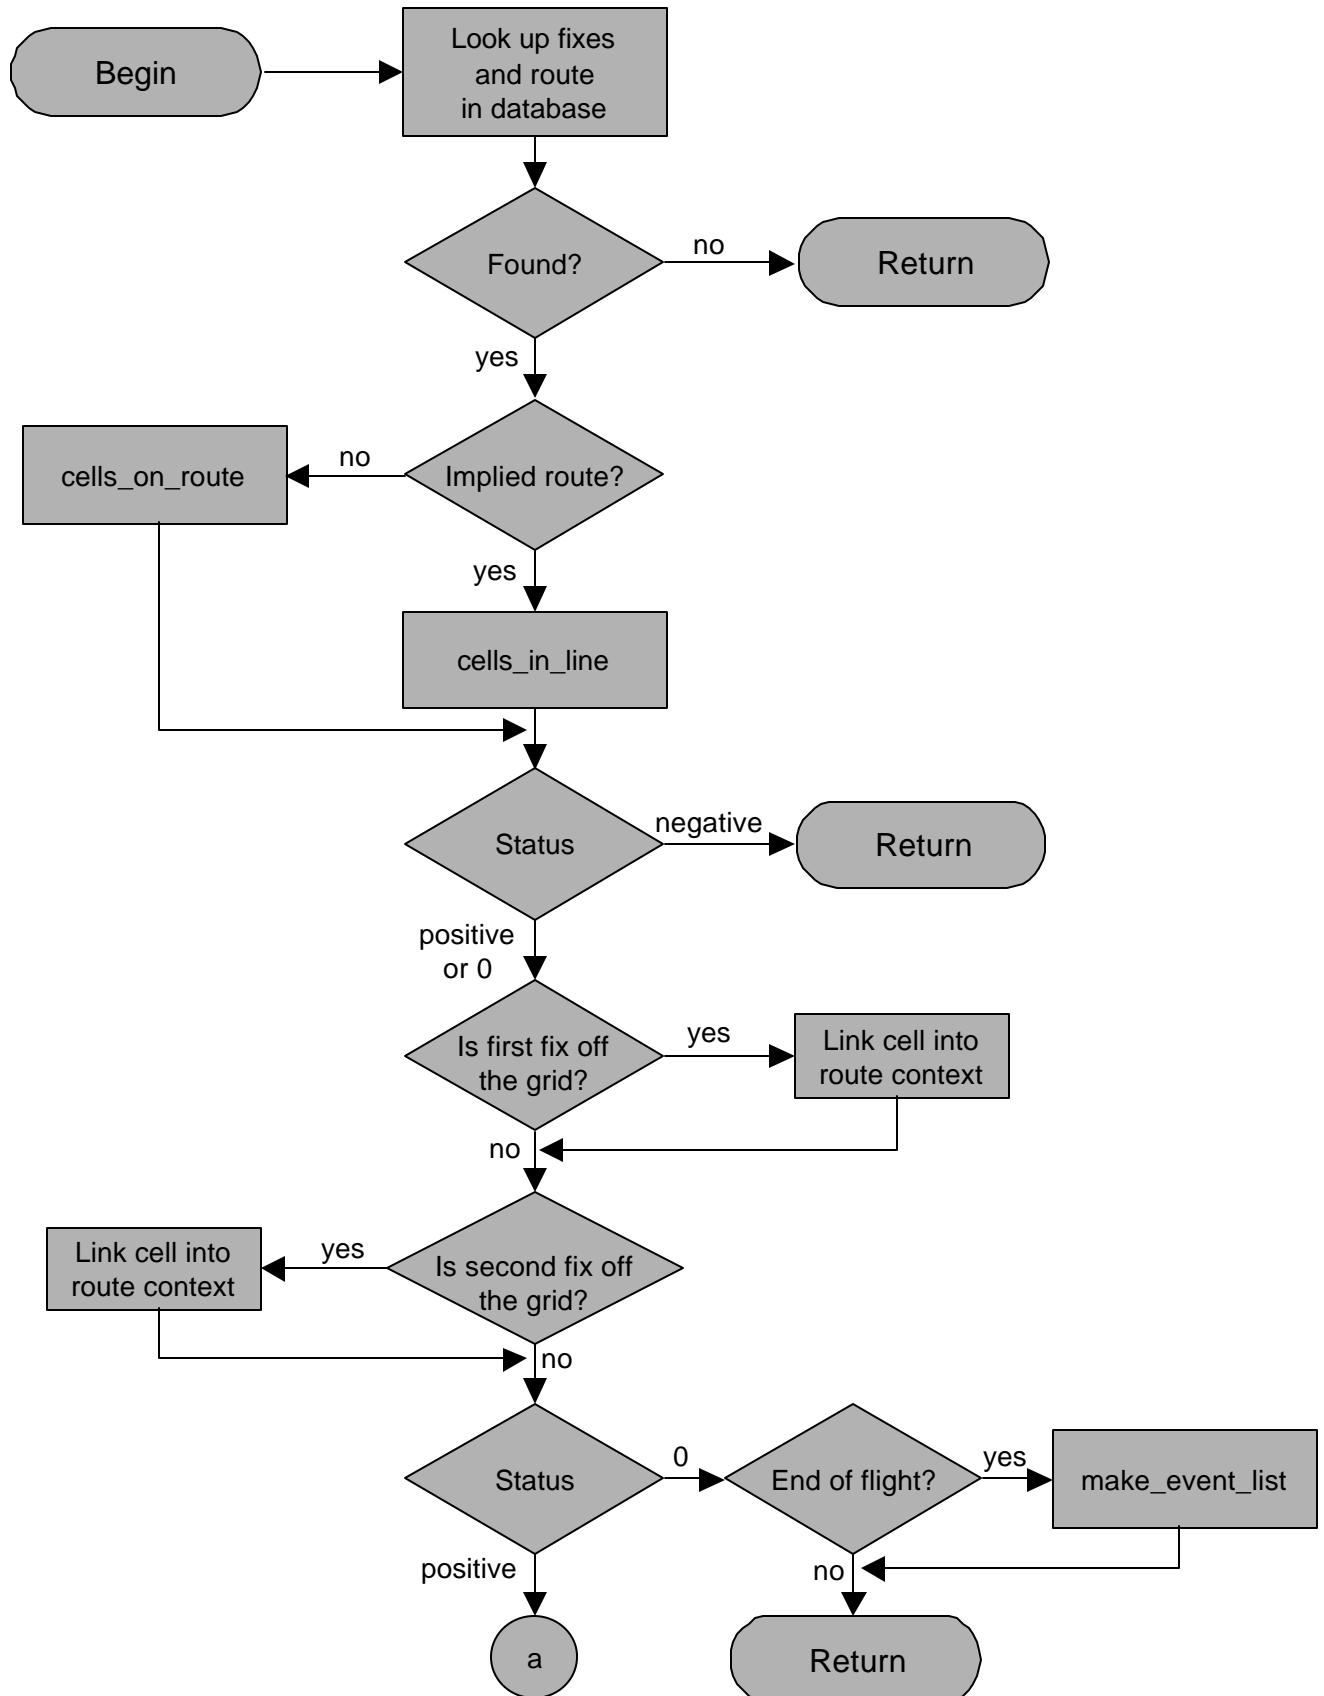 Begin
Look up fixes
and route
in database
Found?
no
Return
yes
Implied route?
no
cells_on_route
yes
cells_in_line
Status
negative
Return
positive
or 0
Is first fix off
the grid?
yes
Link cell into
route context
no
Is second fix off
the grid?
yes
Link cell into
route context
no
Status
0
End of flight?
yes
make_event_list
positive
no
a
Return